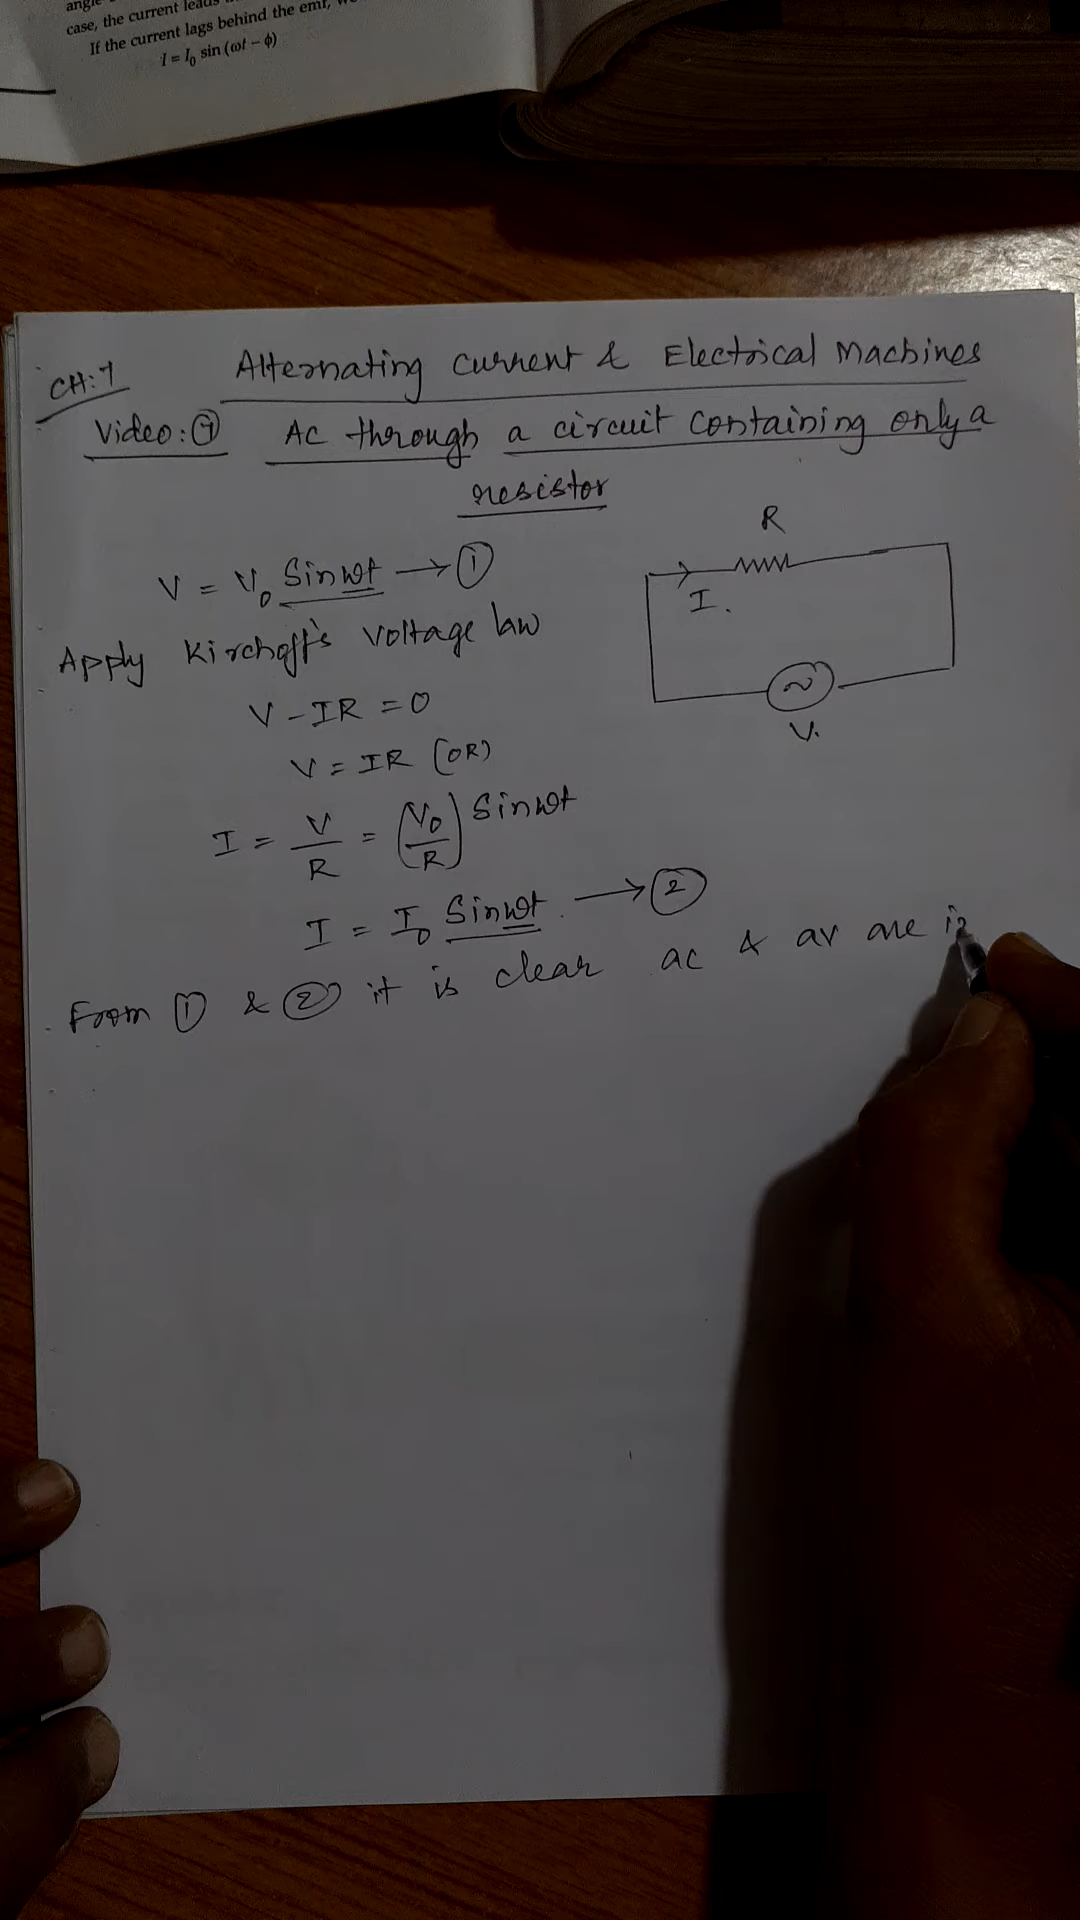 case, the current leads
If the current lags behind the emf,
I = I₀ sin (ωt − ϕ)
CH:7 Alternating Current & Electrical Machines
Video: 7 AC through a circuit containing only a
resistor
R
I.
V.
V = V₀ Sinωt → ①
Apply Kirchoff's Voltage law
V - IR = 0
V = IR (OR)
I = V/R = (V₀/R) Sinωt
I = I₀ Sinωt. → ②
From ① & ② it is clear ac & av are in